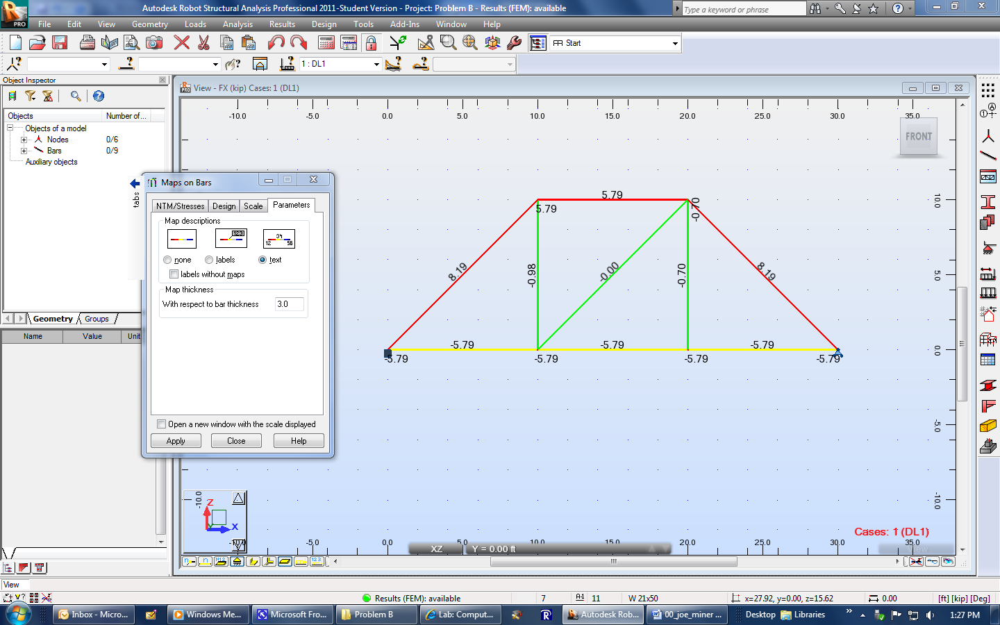 Autodesk Robot Structural Analysis Professional 2011-Student Version - Project: Problem B - Results (FEM): available
Type a keyword or phrase
PRO
File Edit View Geometry Loads Analysis Results Design Tools Add-Ins Window Help
Start
1 : DL1
Object Inspector
Objects Number of...
Objects of a model
Nodes 0/6
Bars 0/9
Auxiliary objects
tabs
Geometry Groups
Name Value Unit
Maps on Bars
NTM/Stresses Design Scale Parameters
Map descriptions
1234
34
12 56
none labels text
labels without maps
Map thickness
With respect to bar thickness 3.0
Open a new window with the scale displayed
Apply Close Help
View - FX (kip) Cases: 1 (DL1)
-10.0 -5.0 0.0 5.0 10.0 15.0 20.0 25.0 30.0 35.0
FRONT
10.0
5.0
0.0
-5.0
-10.0
5.79
5.79
-0.70
8.19
-0.98
-0.00
-0.70
8.19
-5.79 -5.79 -5.79
-5.79 -5.79 -5.79 -5.79
-10.0
Z
Y X
Cases: 1 (DL1)
-10.0 -5.0 0.0 5.0 10.0 15.0 20.0 25.0 30.0 35.0
XZ Y = 0.00 ft
View
View
Results (FEM): available 7 11 W 21x50 x=27.92, y=0.00, z=15.62 0.00 [ft] [kip] [Deg]
Inbox - Micro... Windows Me... Microsoft Fro... Problem B Lab: Comput... Autodesk Rob... 00_joe_miner ... Desktop Libraries 1:27 PM